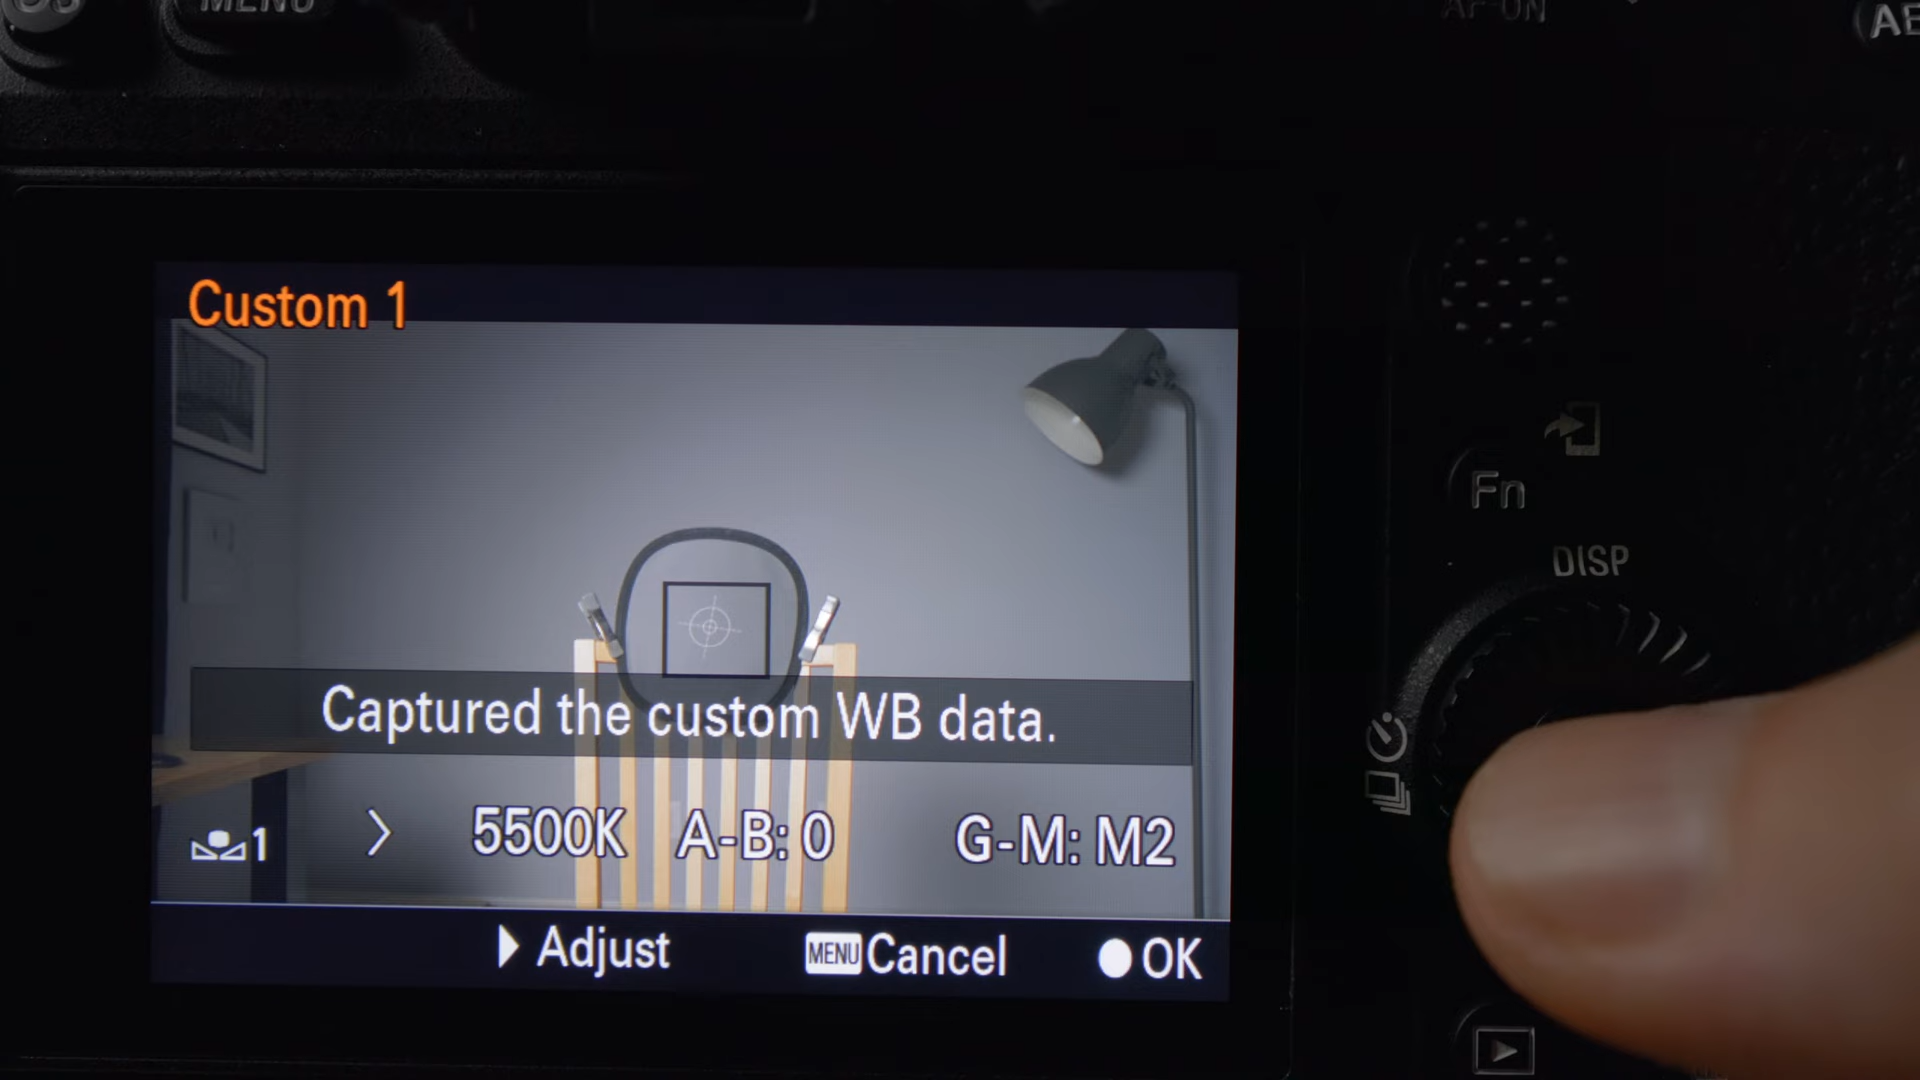 MENU
AF-ON
Custom 1
Fn
DISP
Captured the custom WB data.
1 > 5500K A-B: 0 G-M: M2
Adjust MENU Cancel OK